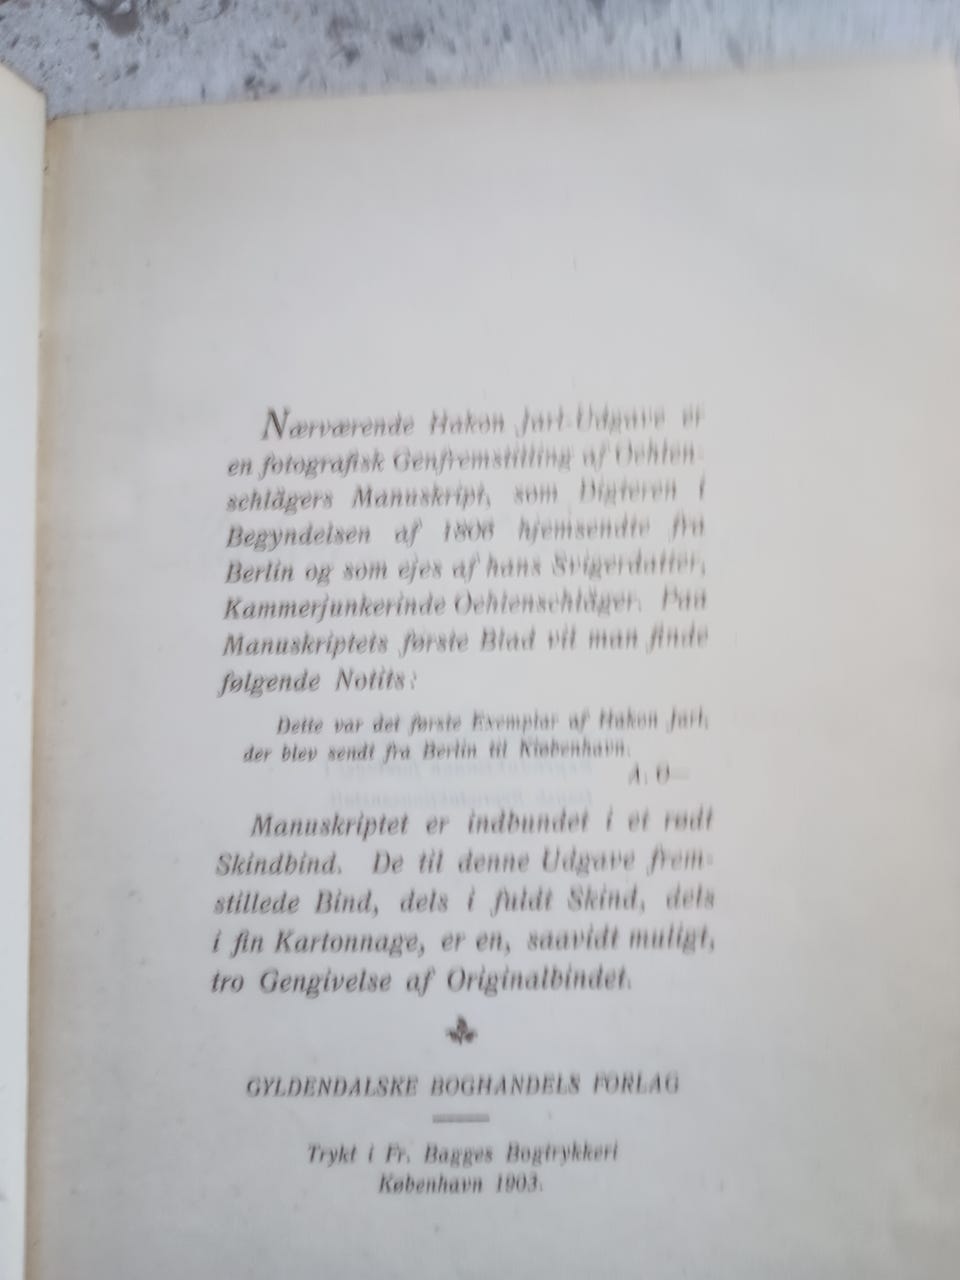 Nærværende Hakon Jarl-Udgave er
en fotografisk Genfremstilling af Oehlen-
schlägers Manuskript, som Digteren i
Begyndelsen af 1806 hjemsendte fra
Berlin og som ejes af hans Svigerdatter,
Kammerjunkerinde Oehlenschläger. Paa
Manuskriptets første Blad vil man finde
følgende Notits:
Dette var det første Exemplar af Hakon Jarl,
der blev sendt fra Berlin til Kiøbenhavn.
A. O—
Manuskriptet er indbundet i et rødt
Skindbind. De til denne Udgave frem-
stillede Bind, dels i fuldt Skind, dels
i fin Kartonnage, er en, saavidt muligt,
tro Gengivelse af Originalbindet.
GYLDENDALSKE BOGHANDELS FORLAG
Trykt i Fr. Bagges Bogtrykkeri
København 1903.